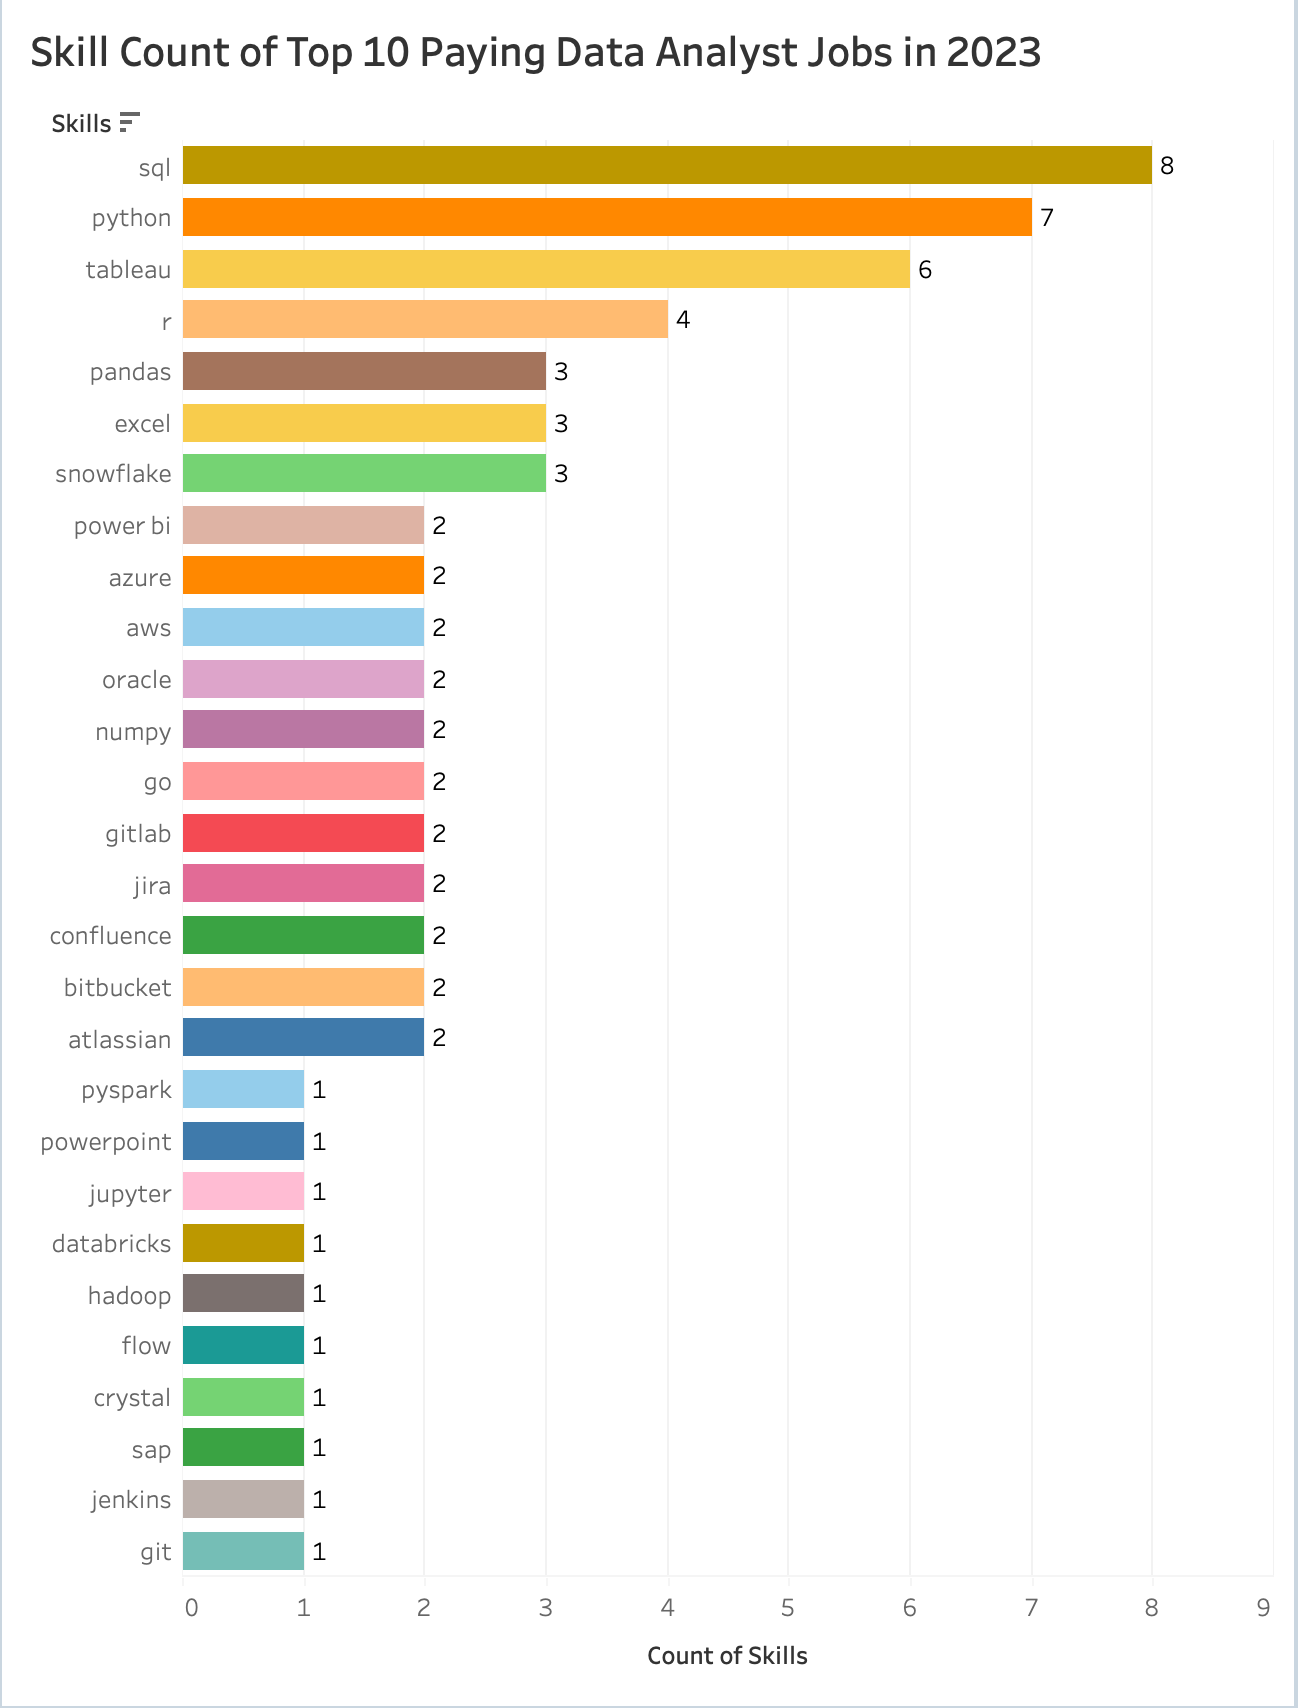 Skill Count of Top 10 Paying Data Analyst Jobs in 2023
Skills
sql 8
python 7
tableau 6
r 4
pandas 3
excel 3
snowflake 3
power bi 2
azure 2
aws 2
oracle 2
numpy 2
go 2
gitlab 2
jira 2
confluence 2
bitbucket 2
atlassian 2
pyspark 1
powerpoint 1
jupyter 1
databricks 1
hadoop 1
flow 1
crystal 1
sap 1
jenkins 1
git 1
0 1 2 3 4 5 6 7 8 9
Count of Skills